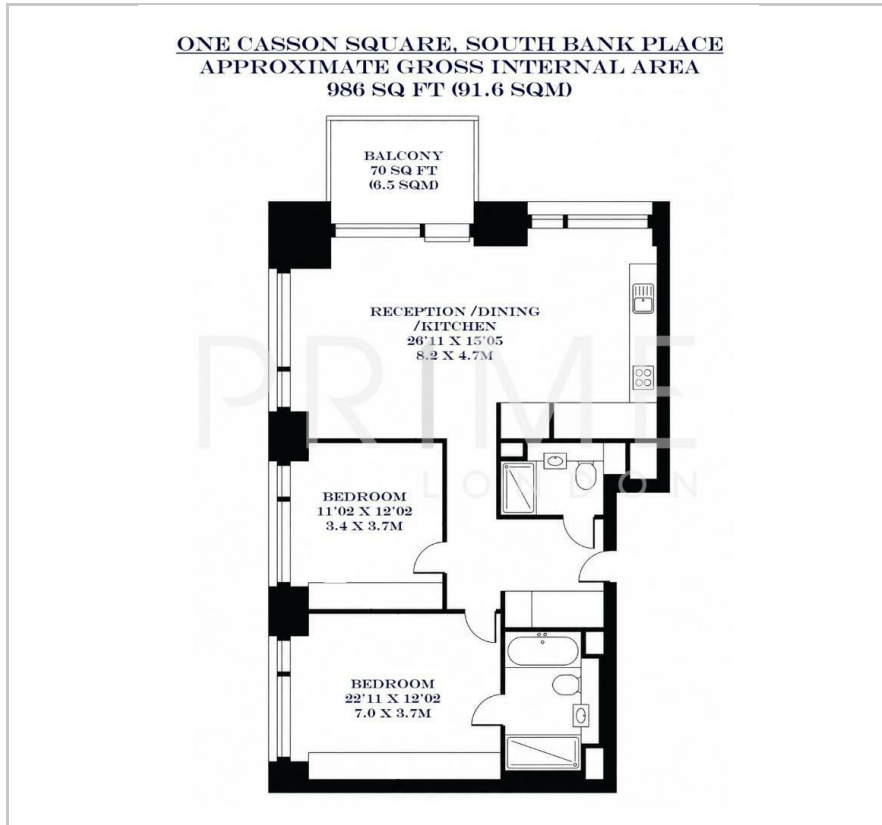 ONE CASSON SQUARE, SOUTH BANK PLACE
APPROXIMATE GROSS INTERNAL AREA
986 SQ FT (91.6 SQM)
BALCONY
70 SQ FT
(6.5 SQM)
RECEPTION /DINING
/KITCHEN
26'11 X 15'05
8.2 X 4.7M
PRIME
LONDON
BEDROOM
11'02 X 12'02
3.4 X 3.7M
BEDROOM
22'11 X 12'02
7.0 X 3.7M